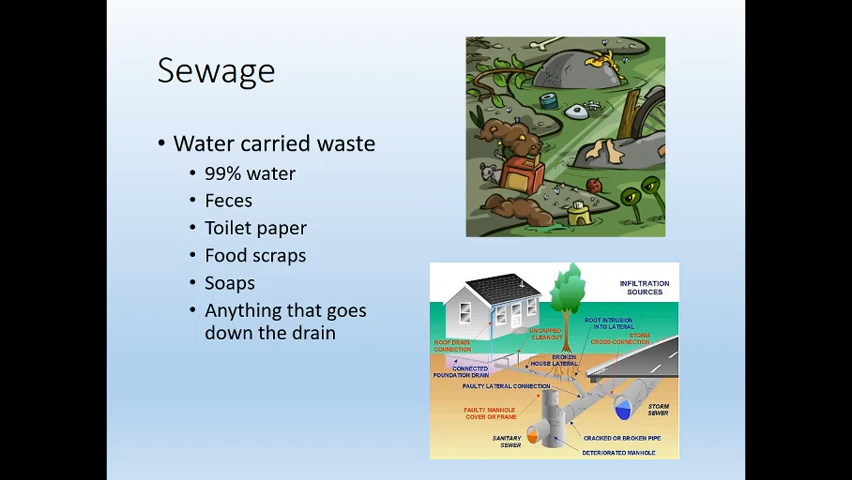 Sewage
• Water carried waste
• 99% water
• Feces
• Toilet paper
• Food scraps
• Soaps
• Anything that goes
down the drain
INFILTRATION
SOURCES
ROOT INTRUSION
INTO LATERAL
UNCAPPED
CLEANOUT
STORM
CROSS-CONNECTION
ROOF DRAIN
CONNECTION
BROKEN
HOUSE LATERAL
CONNECTED
FOUNDATION DRAIN
FAULTY LATERAL CONNECTION
FAULTY MANHOLE
COVER OR FRAME
STORM
SEWER
SANITARY
SEWER
CRACKED OR BROKEN PIPE
DETERIORATED MANHOLE